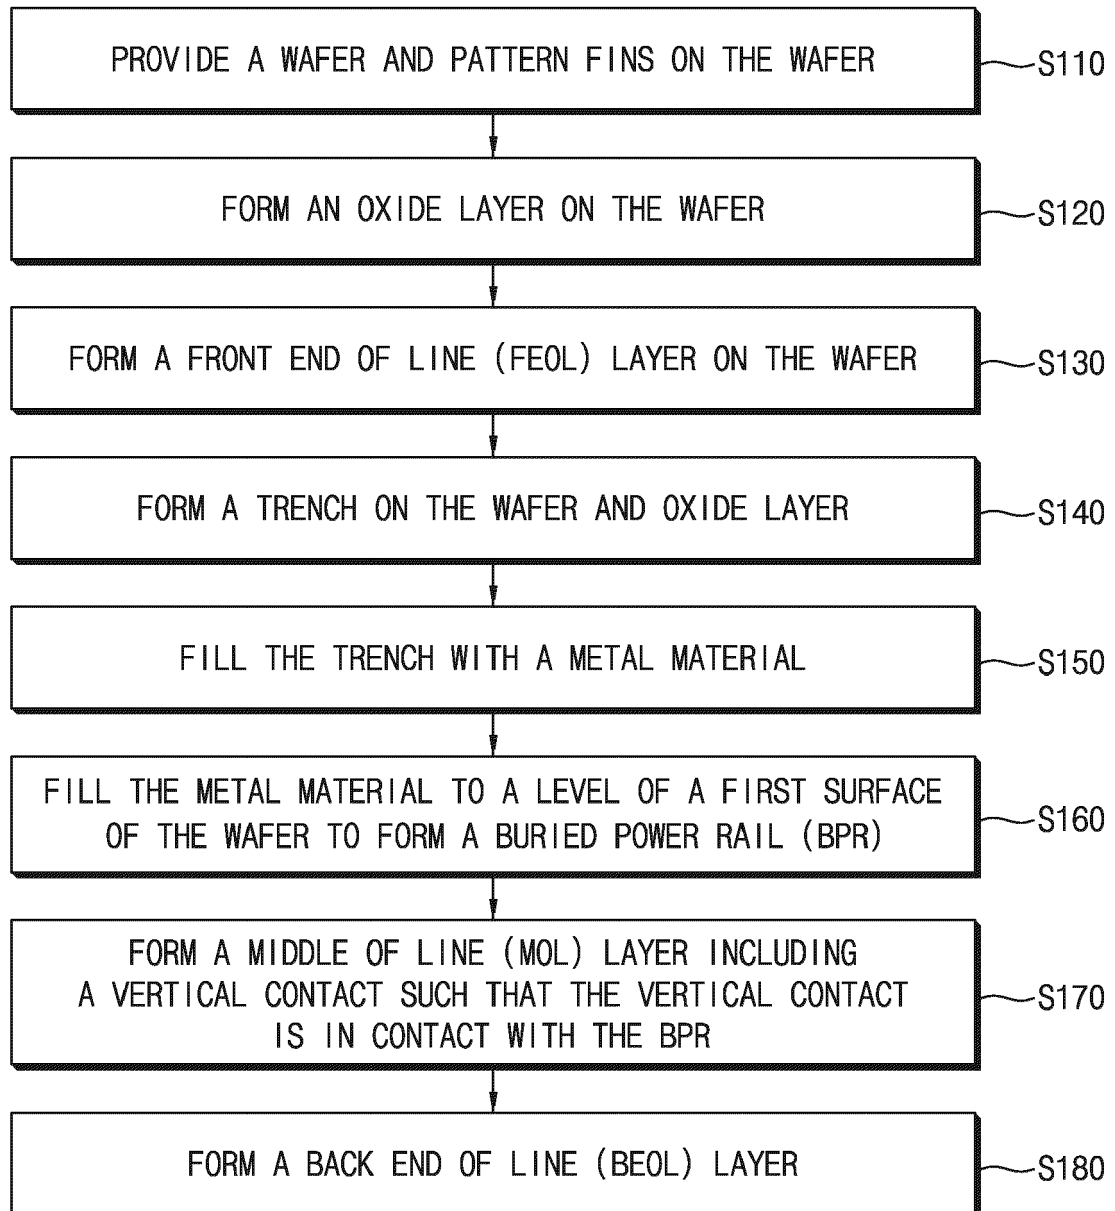 PROVIDE A WAFER AND PATTERN FINS ON THE WAFER
S110
FORM AN OXIDE LAYER ON THE WAFER
S120
FORM A FRONT END OF LINE (FEOL) LAYER ON THE WAFER
S130
FORM A TRENCH ON THE WAFER AND OXIDE LAYER
S140
FILL THE TRENCH WITH A METAL MATERIAL
S150
FILL THE METAL MATERIAL TO A LEVEL OF A FIRST SURFACE
OF THE WAFER TO FORM A BURIED POWER RAIL (BPR)
S160
FORM A MIDDLE OF LINE (MOL) LAYER INCLUDING
A VERTICAL CONTACT SUCH THAT THE VERTICAL CONTACT
IS IN CONTACT WITH THE BPR
S170
FORM A BACK END OF LINE (BEOL) LAYER
S180